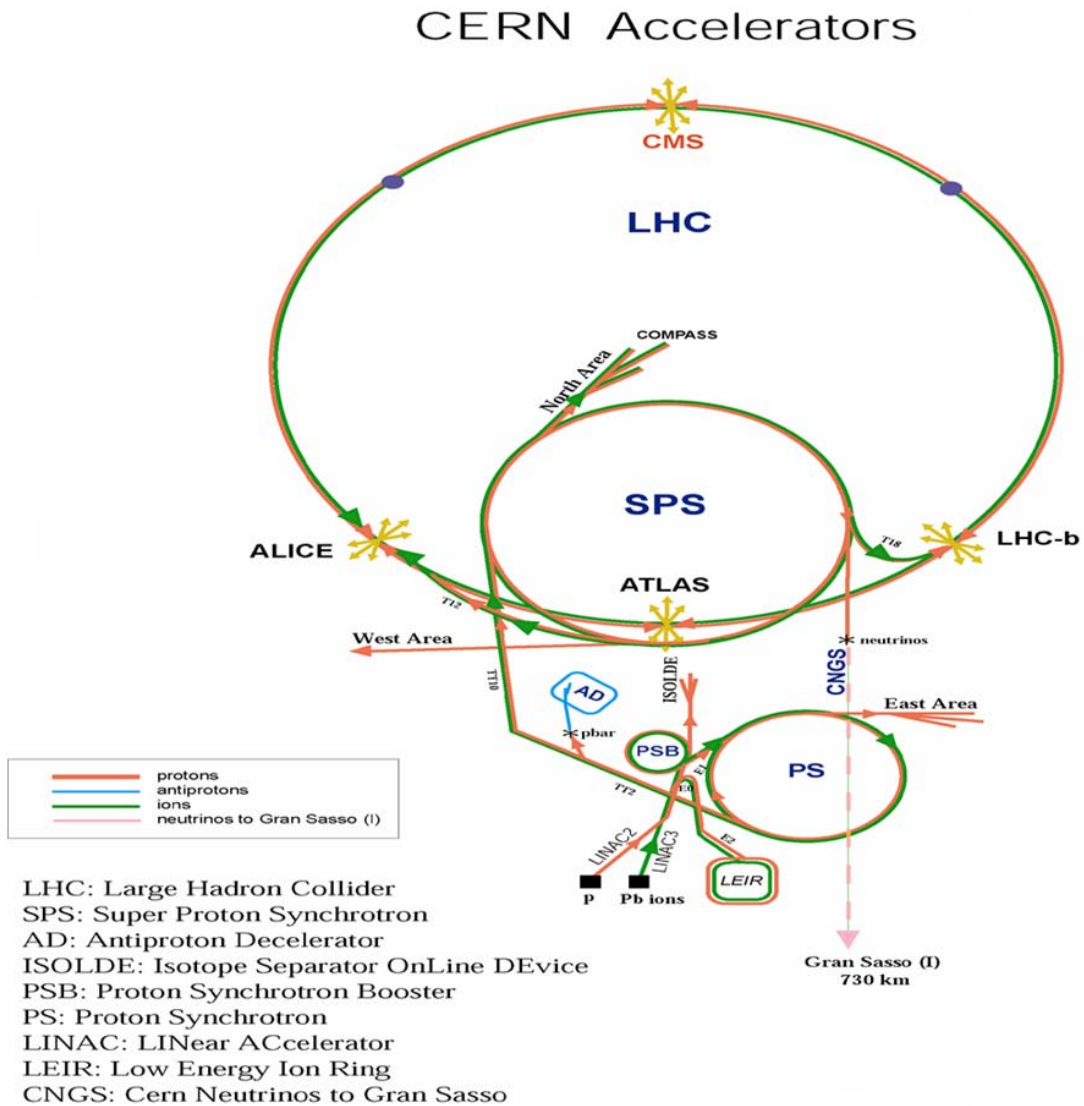 CERN Accelerators
CMS
LHC
COMPASS
North Area
SPS
ALICE
T18
LHC-b
ATLAS
T12
West Area
neutrinos
TT10
ISOLDE
CNGS
AD
East Area
pbar
PSB
E1
PS
protons
antiprotons
ions
neutrinos to Gran Sasso (I)
TT2
E0
LINAC2
LINAC3
E2
LEIR
P
Pb ions
Gran Sasso (I)
730 km
LHC: Large Hadron Collider
SPS: Super Proton Synchrotron
AD: Antiproton Decelerator
ISOLDE: Isotope Separator OnLine DEvice
PSB: Proton Synchrotron Booster
PS: Proton Synchrotron
LINAC: LINear ACcelerator
LEIR: Low Energy Ion Ring
CNGS: Cern Neutrinos to Gran Sasso